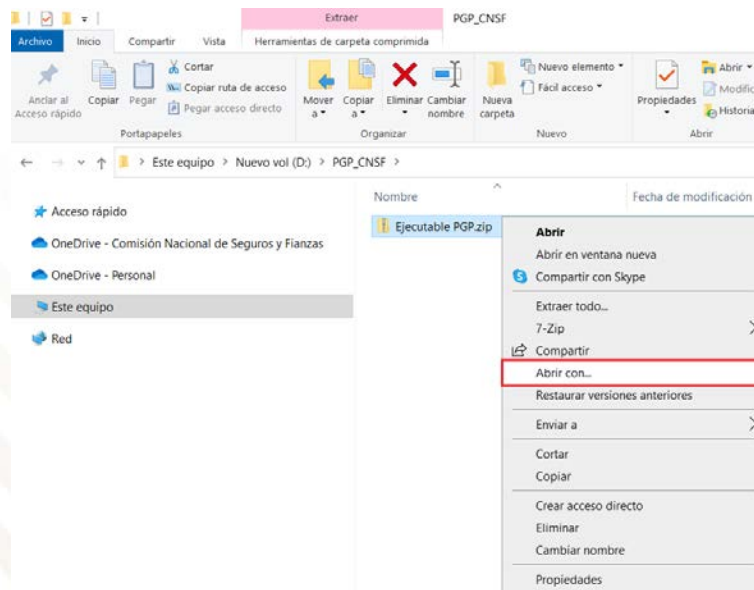 Extraer
PGP_CNSF
Archivo
Inicio
Compartir
Vista
Herramientas de carpeta comprimida
Anclar al
Acceso rápido
Copiar
Pegar
Cortar
Copiar ruta de acceso
Pegar acceso directo
Portapapeles
Mover
a
Copiar
a
Eliminar
Cambiar
nombre
Organizar
Nueva
carpeta
Nuevo elemento
Fácil acceso
Nuevo
Propiedades
Abrir
Modific
Historia
Abrir
> Este equipo > Nuevo vol (D:) > PGP_CNSF >
Acceso rápido
OneDrive - Comisión Nacional de Seguros y Fianzas
OneDrive - Personal
Este equipo
Red
Nombre
Fecha de modificación
Ejecutable PGP.zip
Abrir
Abrir en ventana nueva
Compartir con Skype
Extraer todo...
7-Zip
Compartir
Abrir con...
Restaurar versiones anteriores
Enviar a
Cortar
Copiar
Crear acceso directo
Eliminar
Cambiar nombre
Propiedades